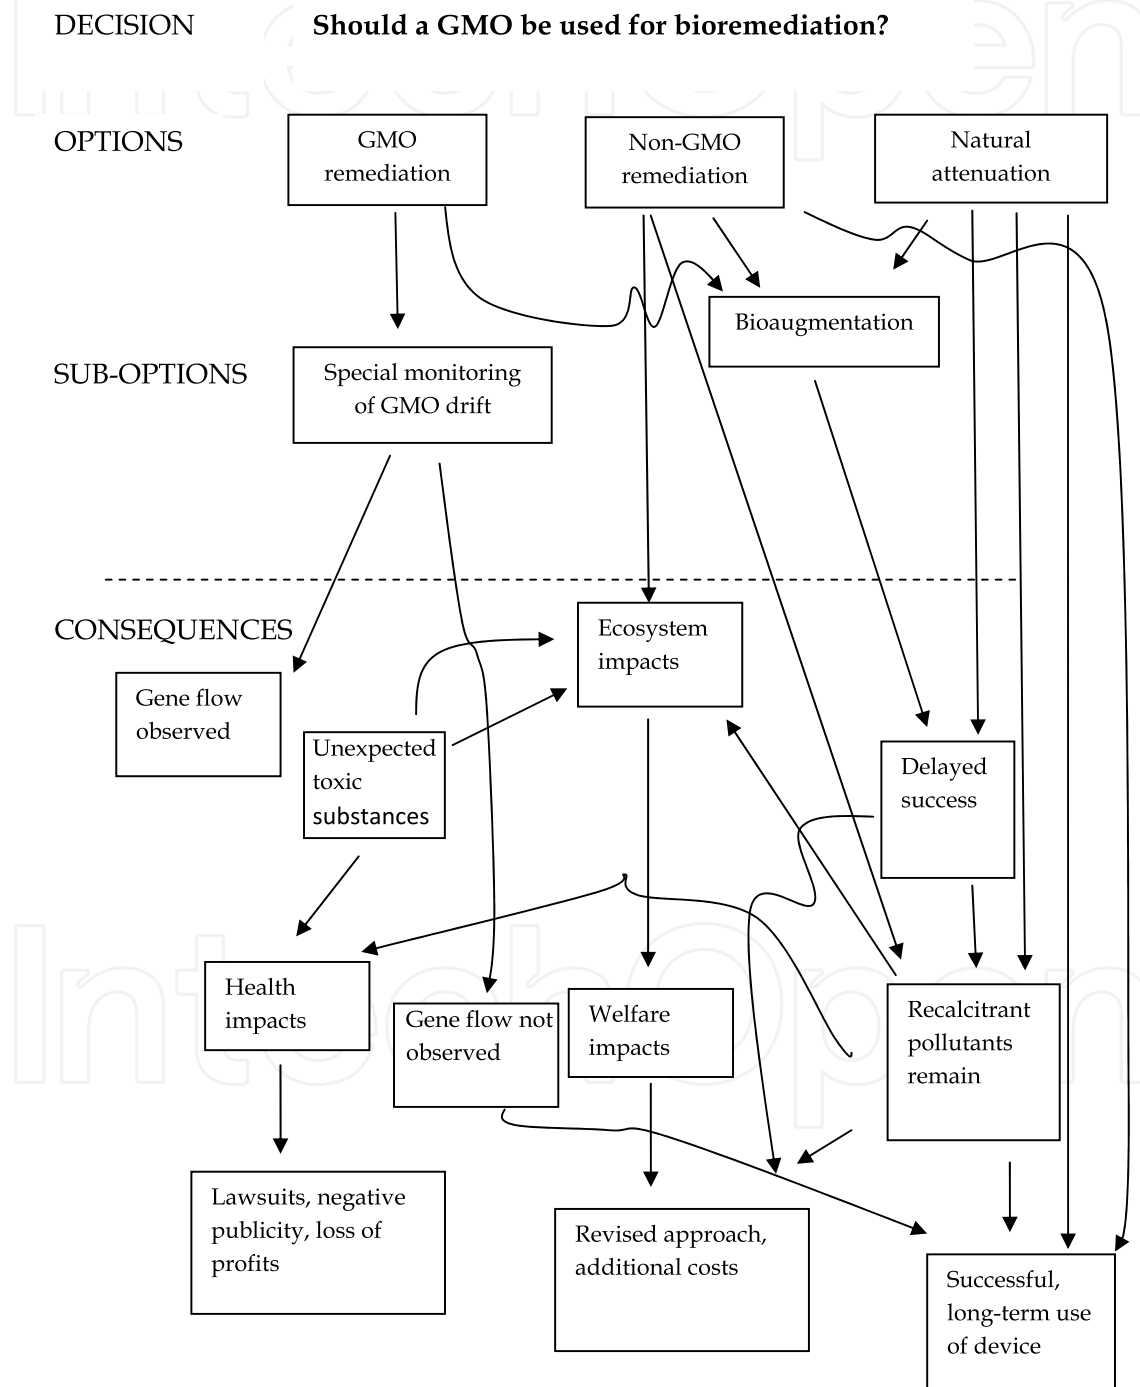 DECISION
Should a GMO be used for bioremediation?
OPTIONS
GMO
remediation
Non-GMO
remediation
Natural
attenuation
Bioaugmentation
SUB-OPTIONS
Special monitoring
of GMO drift
CONSEQUENCES
Ecosystem
impacts
Gene flow
observed
Unexpected
toxic
substances
Delayed
success
Health
impacts
Gene flow not
observed
Welfare
impacts
Recalcitrant
pollutants
remain
Lawsuits, negative
publicity, loss of
profits
Revised approach,
additional costs
Successful,
long-term use
of device
IntechOpen
IntechOpen